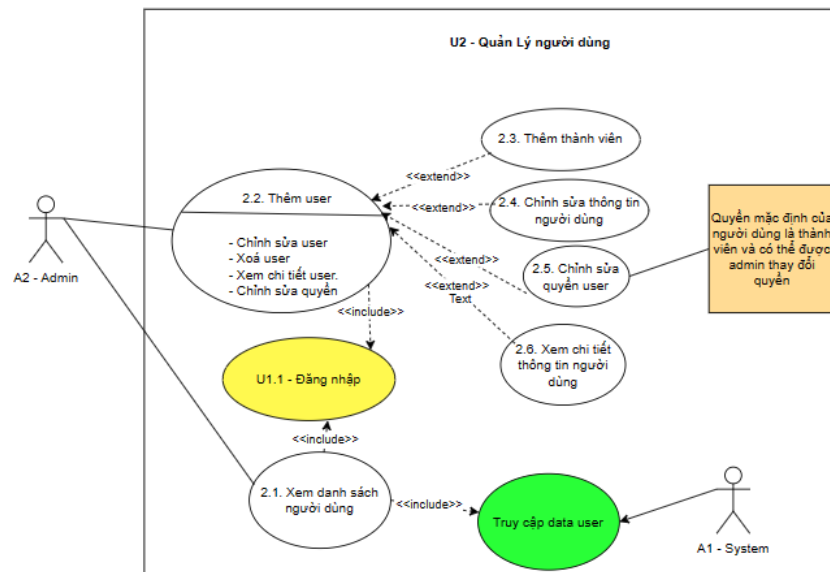 U2 - Quản Lý người dùng
2.3. Thêm thành viên
<<extend>>
2.2. Thêm user
2.4. Chỉnh sửa thông tin
người dùng
<<extend>>
Quyền mặc định của
người dùng là thành
viên và có thể được
admin thay đổi
quyền
- Chỉnh sửa user
- Xoá user
- Xem chi tiết user.
- Chỉnh sửa quyền
A2 - Admin
<<extend>>
2.5. Chỉnh sửa
quyền user
<<extend>>
Text
<<include>>
2.6. Xem chi tiết
thông tin người
dùng
U1.1 - Đăng nhập
<<include>>
2.1. Xem danh sách
người dùng
<<include>>
Truy cập data user
A1 - System